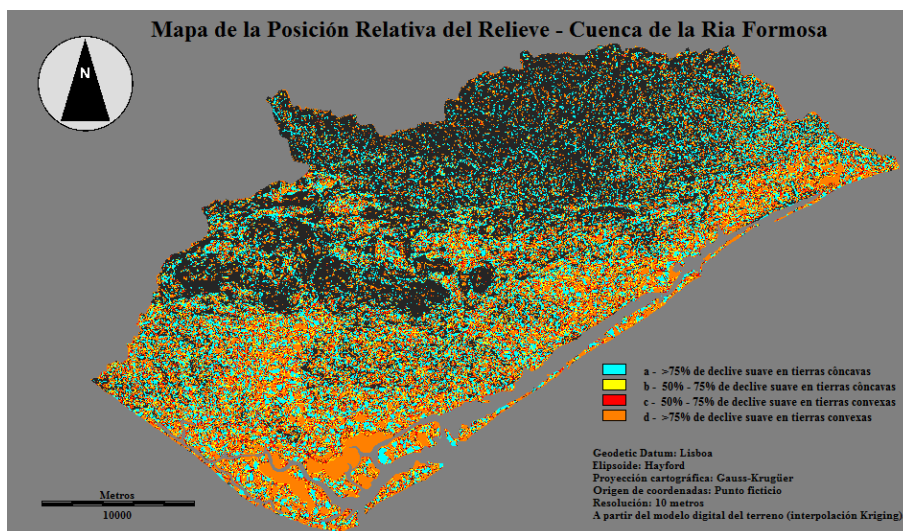 Mapa de la Posición Relativa del Relieve - Cuenca de la Ria Formosa
N
a - >75% de declive suave en tierras còncavas
b - 50% - 75% de declive suave en tierras còncavas
c - 50% - 75% de declive suave en tierras convexas
d - >75% de declive suave en tierras convexas
Geodetic Datum: Lisboa
Elipsoide: Hayford
Proyección cartográfica: Gauss-Krugüer
Origen de coordenadas: Punto ficticio
Resolución: 10 metros
A partir del modelo digital del terreno (interpolación Kriging)
Metros
10000